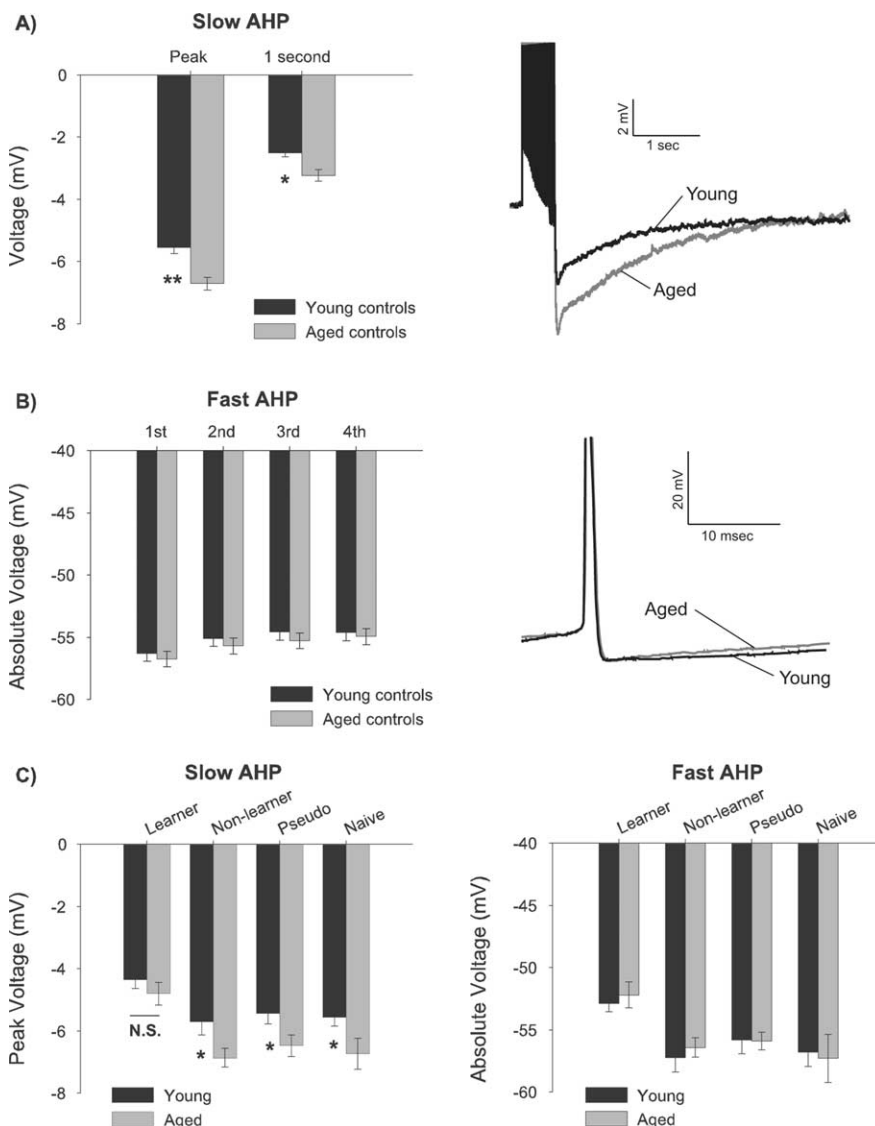 A)
Slow AHP
Peak 1 second
0
-2
-4
-6
-8
Voltage (mV)
* 
**
Young controls
Aged controls
2 mV
1 sec
Young
Aged
B)
Fast AHP
1st 2nd 3rd 4th
-40
-45
-50
-55
-60
Absolute Voltage (mV)
Young controls
Aged controls
20 mV
10 msec
Aged
Young
C)
Slow AHP
Learner Non-learner Pseudo Naive
0
-2
-4
-6
-8
Peak Voltage (mV)
N.S.
* * *
Young
Aged
Fast AHP
Learner Non-learner Pseudo Naive
-40
-45
-50
-55
-60
Absolute Voltage (mV)
Young
Aged